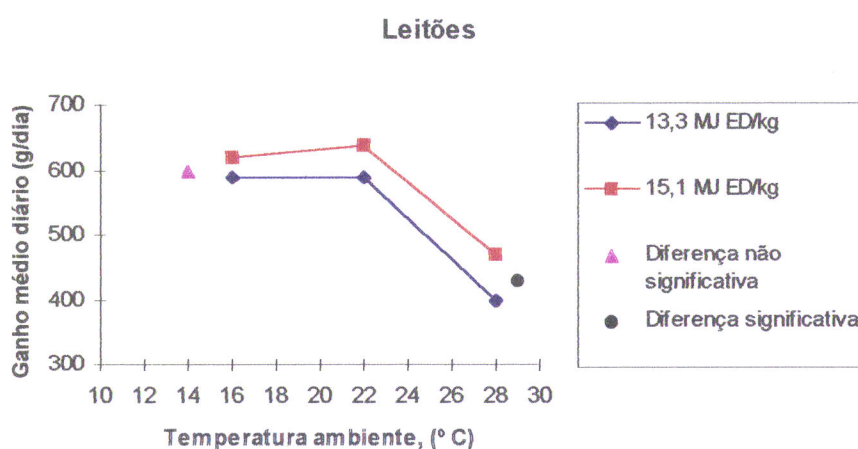 Leitões
Ganho médio diário (g/dia)
700
600
500
400
300
10 12 14 16 18 20 22 24 26 28 30
Temperatura ambiente, (º C)
13,3 MJ ED/kg
15,1 MJ ED/kg
Diferença não
significativa
Diferença significativa